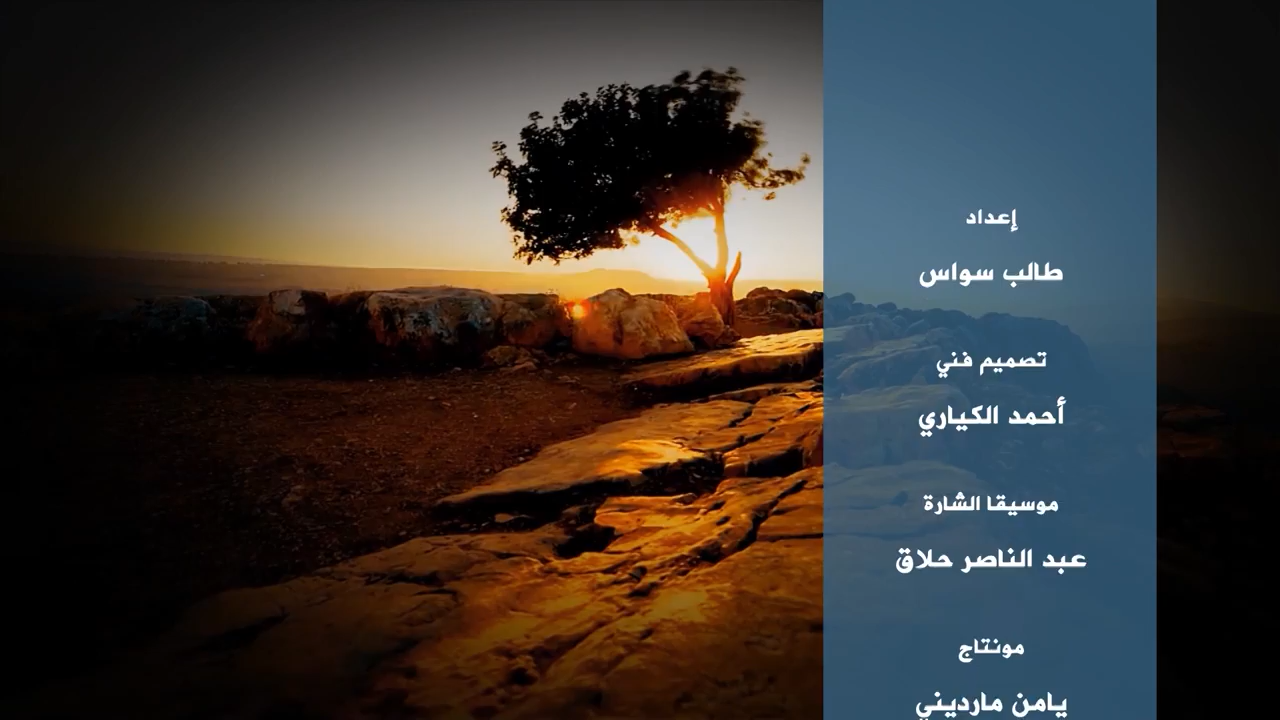 إعداد
طالب سواس
تصميم فني
أحمد الكياري
موسيقا الشارة
عبد الناصر حلاق
مونتاج
يامن مارديني